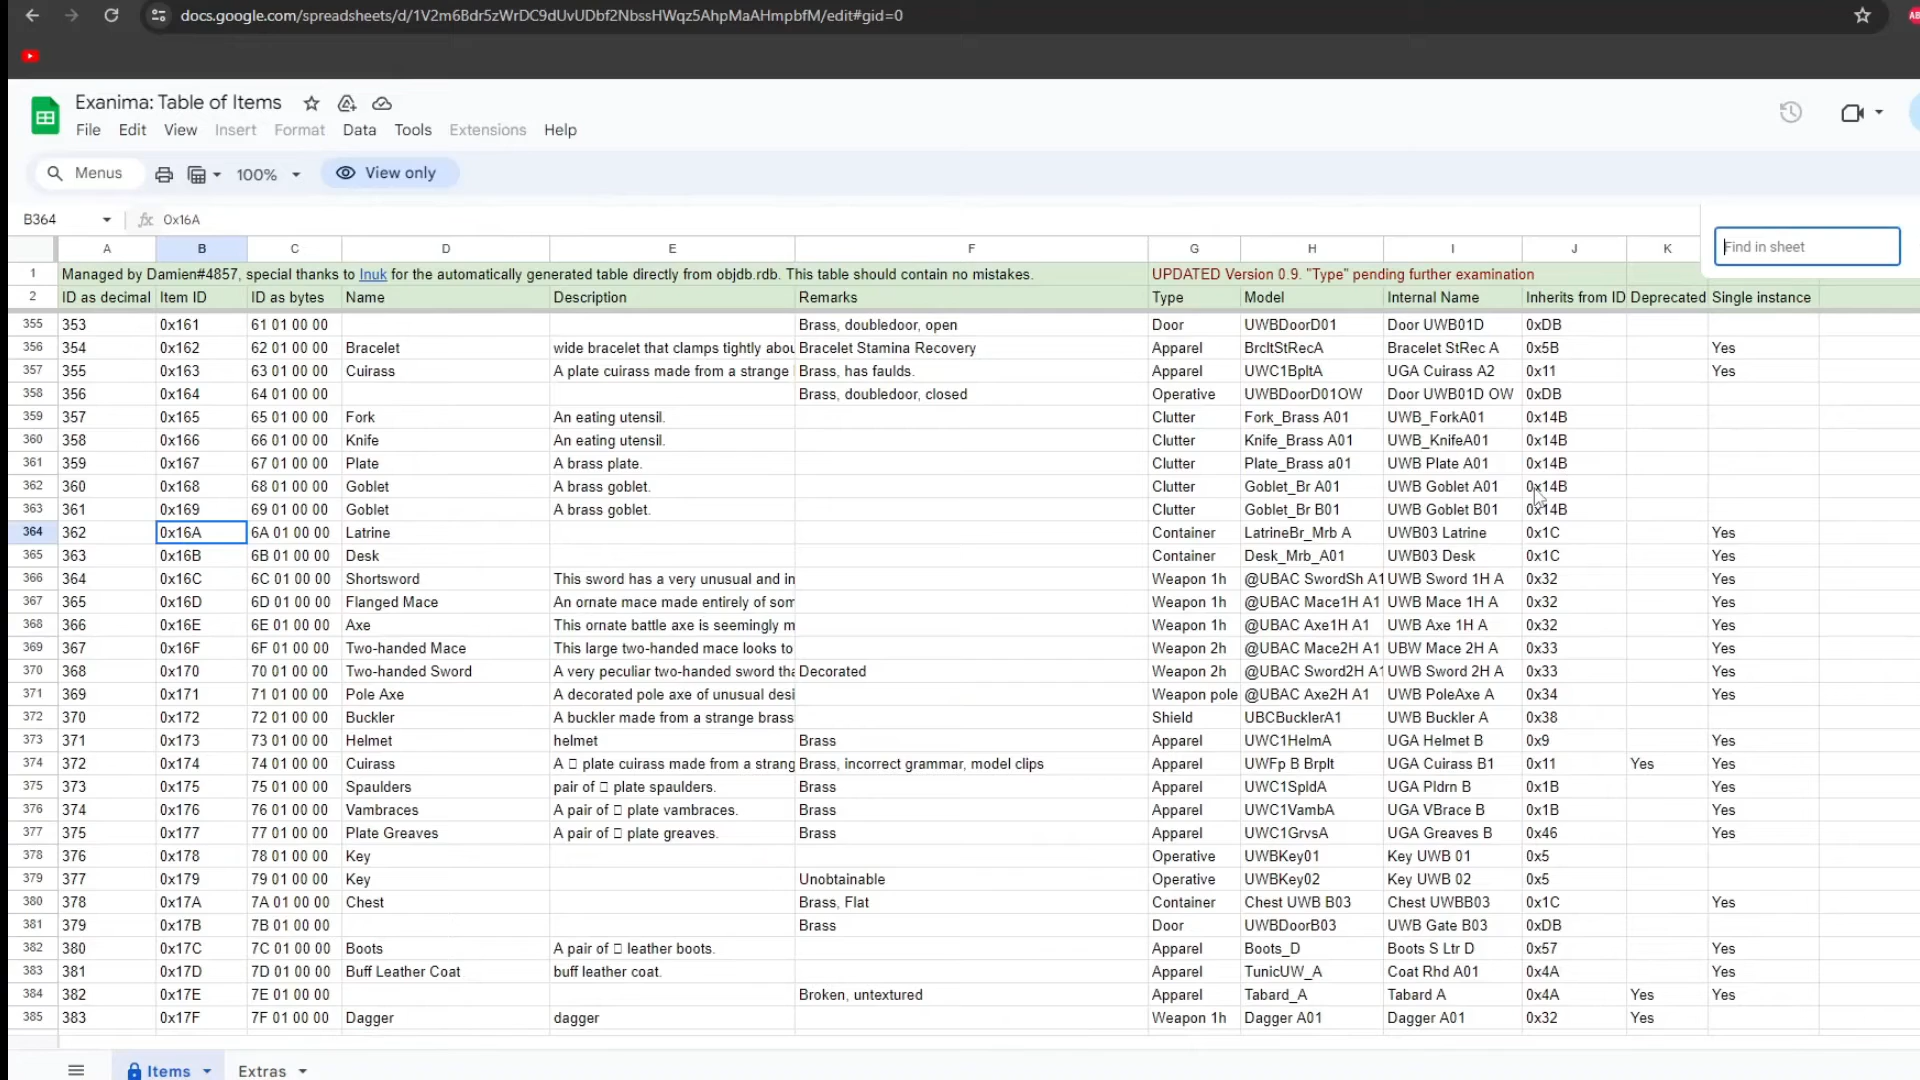 docs.google.com/spreadsheets/d/1V2m6Bdr5zWrDC9dUvUDbf2NbssHWqz5AhpMaAHmpbfM/edit#gid=0
Exanima: Table of Items
File Edit View Insert Format Data Tools Extensions Help
Menus 100% View only
B364 fx 0x16A
Find in sheet
A B C D E F G H I J K
1 Managed by Damien#4857, special thanks to Inuk for the automatically generated table directly from objdb.rdb. This table should contain no mistakes. UPDATED Version 0.9. "Type" pending further examination
2 ID as decimal Item ID ID as bytes Name Description Remarks Type Model Internal Name Inherits from ID Deprecated Single instance
355 353 0x161 61 01 00 00 Brass, doubledoor, open Door UWBDoorD01 Door UWB01D 0xDB
356 354 0x162 62 01 00 00 Bracelet wide bracelet that clamps tightly abou Bracelet Stamina Recovery Apparel BrcltStRecA Bracelet StRec A 0x5B Yes
357 355 0x163 63 01 00 00 Cuirass A plate cuirass made from a strange Brass, has faulds. Apparel UWC1BpltA UGA Cuirass A2 0x11 Yes
358 356 0x164 64 01 00 00 Brass, doubledoor, closed Operative UWBDoorD01OW Door UWB01D OW 0xDB
359 357 0x165 65 01 00 00 Fork An eating utensil. Clutter Fork_Brass A01 UWB_ForkA01 0x14B
360 358 0x166 66 01 00 00 Knife An eating utensil. Clutter Knife_Brass A01 UWB_KnifeA01 0x14B
361 359 0x167 67 01 00 00 Plate A brass plate. Clutter Plate_Brass a01 UWB Plate A01 0x14B
362 360 0x168 68 01 00 00 Goblet A brass goblet. Clutter Goblet_Br A01 UWB Goblet A01 0x14B
363 361 0x169 69 01 00 00 Goblet A brass goblet. Clutter Goblet_Br B01 UWB Goblet B01 0x14B
364 362 0x16A 6A 01 00 00 Latrine Container LatrineBr_Mrb A UWB03 Latrine 0x1C Yes
365 363 0x16B 6B 01 00 00 Desk Container Desk_Mrb_A01 UWB03 Desk 0x1C Yes
366 364 0x16C 6C 01 00 00 Shortsword This sword has a very unusual and in Weapon 1h @UBAC SwordSh A1 UWB Sword 1H A 0x32 Yes
367 365 0x16D 6D 01 00 00 Flanged Mace An ornate mace made entirely of som Weapon 1h @UBAC Mace1H A1 UWB Mace 1H A 0x32 Yes
368 366 0x16E 6E 01 00 00 Axe This ornate battle axe is seemingly m Weapon 1h @UBAC Axe1H A1 UWB Axe 1H A 0x32 Yes
369 367 0x16F 6F 01 00 00 Two-handed Mace This large two-handed mace looks to Weapon 2h @UBAC Mace2H A1 UBW Mace 2H A 0x33 Yes
370 368 0x170 70 01 00 00 Two-handed Sword A very peculiar two-handed sword tha Decorated Weapon 2h @UBAC Sword2H A1 UWB Sword 2H A 0x33 Yes
371 369 0x171 71 01 00 00 Pole Axe A decorated pole axe of unusual desi Weapon pole @UBAC Axe2H A1 UWB PoleAxe A 0x34 Yes
372 370 0x172 72 01 00 00 Buckler A buckler made from a strange brass Shield UBCBucklerA1 UWB Buckler A 0x38
373 371 0x173 73 01 00 00 Helmet helmet Brass Apparel UWC1HelmA UGA Helmet B 0x9 Yes
374 372 0x174 74 01 00 00 Cuirass A □ plate cuirass made from a strang Brass, incorrect grammar, model clips Apparel UWFp B Brplt UGA Cuirass B1 0x11 Yes Yes
375 373 0x175 75 01 00 00 Spaulders pair of □ plate spaulders. Brass Apparel UWC1SpldA UGA Pldrn B 0x1B Yes
376 374 0x176 76 01 00 00 Vambraces A pair of □ plate vambraces. Brass Apparel UWC1VambA UGA VBrace B 0x1B Yes
377 375 0x177 77 01 00 00 Plate Greaves A pair of □ plate greaves. Brass Apparel UWC1GrvsA UGA Greaves B 0x46 Yes
378 376 0x178 78 01 00 00 Key Operative UWBKey01 Key UWB 01 0x5
379 377 0x179 79 01 00 00 Key Unobtainable Operative UWBKey02 Key UWB 02 0x5
380 378 0x17A 7A 01 00 00 Chest Brass, Flat Container Chest UWB B03 Chest UWBB03 0x1C Yes
381 379 0x17B 7B 01 00 00 Brass Door UWBDoorB03 UWB Gate B03 0xDB
382 380 0x17C 7C 01 00 00 Boots A pair of □ leather boots. Apparel Boots_D Boots S Ltr D 0x57 Yes
383 381 0x17D 7D 01 00 00 Buff Leather Coat buff leather coat. Apparel TunicUW_A Coat Rhd A01 0x4A Yes
384 382 0x17E 7E 01 00 00 Broken, untextured Apparel Tabard_A Tabard A 0x4A Yes Yes
385 383 0x17F 7F 01 00 00 Dagger dagger Weapon 1h Dagger A01 Dagger A01 0x32 Yes
Items Extras